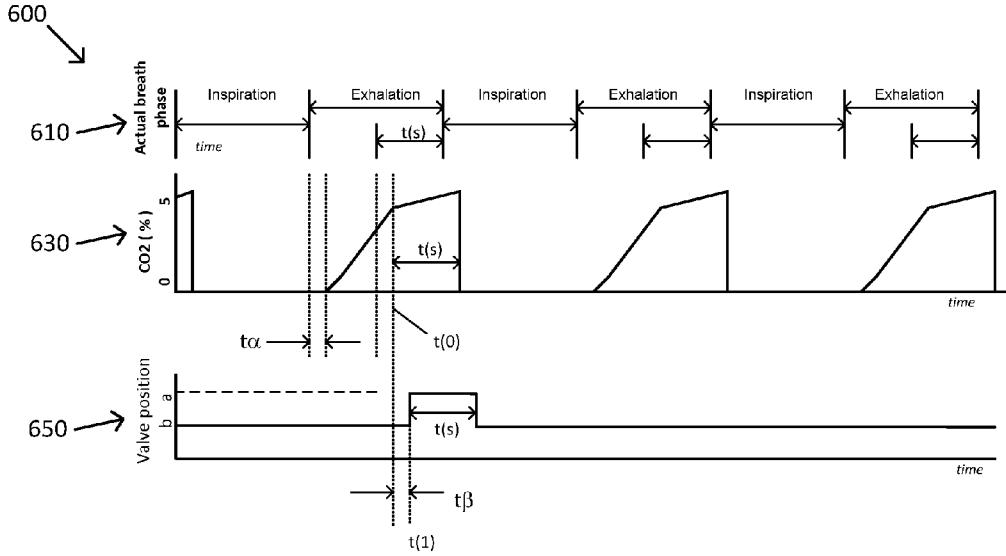 600
Inspiration Exhalation Inspiration Exhalation Inspiration Exhalation
610
Actual breath
phase
t(s)
time
630
CO2 ( % )
5
0
t(s)
time
tα
t(0)
650
Valve position
a
b
t(s)
time
tβ
t(1)